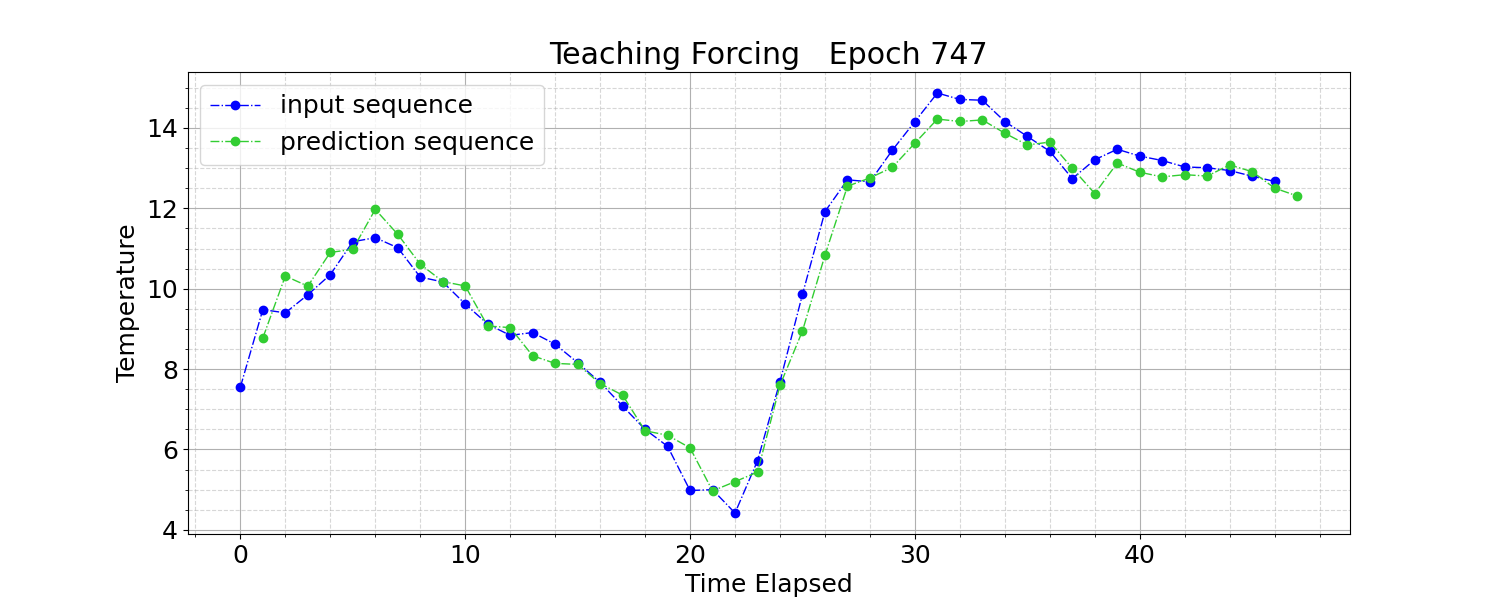 Teaching Forcing   Epoch 747
input sequence
prediction sequence
14
12
10
8
6
4
Temperature
0 10 20 30 40
Time Elapsed